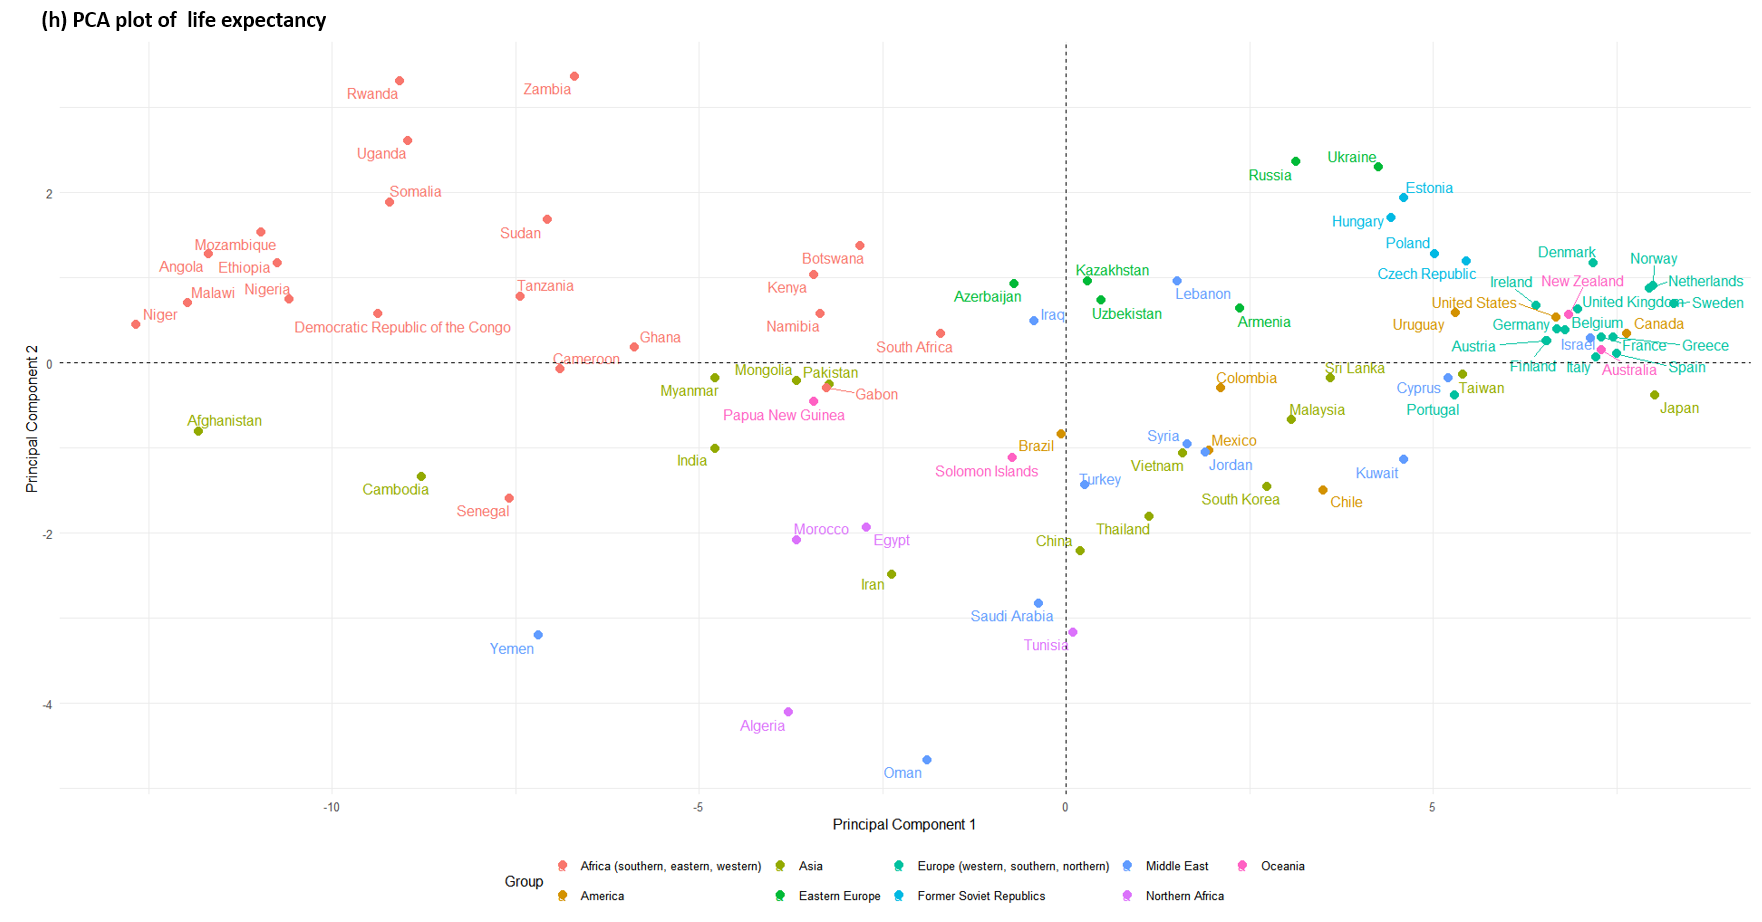 (h) PCA plot of  life expectancy
Rwanda
Zambia
Uganda
Somalia
Sudan
Mozambique
Angola
Ethiopia
Malawi
Nigeria
Niger
Democratic Republic of the Congo
Tanzania
Ghana
Cameroon
Botswana
Kenya
Namibia
South Africa
Azerbaijan
Iraq
Kazakhstan
Uzbekistan
Lebanon
Armenia
Russia
Ukraine
Estonia
Hungary
Poland
Czech Republic
Denmark
Norway
Ireland
New Zealand
Netherlands
United States
United Kingdom
Sweden
Uruguay
Germany
Belgium
Canada
Austria
Israel
France
Greece
Finland
Italy
Australia
Spain
Mongolia
Pakistan
Myanmar
Gabon
Papua New Guinea
Afghanistan
India
Cambodia
Senegal
Colombia
Sri Lanka
Cyprus
Taiwan
Portugal
Japan
Malaysia
Brazil
Solomon Islands
Syria
Mexico
Vietnam
Jordan
Kuwait
Turkey
South Korea
Chile
Thailand
China
Morocco
Egypt
Iran
Saudi Arabia
Tunisia
Yemen
Algeria
Oman
2
0
-2
-4
Principal Component 2
-10
-5
0
5
Principal Component 1
Group
Africa (southern, eastern, western)
America
Asia
Eastern Europe
Europe (western, southern, northern)
Former Soviet Republics
Middle East
Northern Africa
Oceania